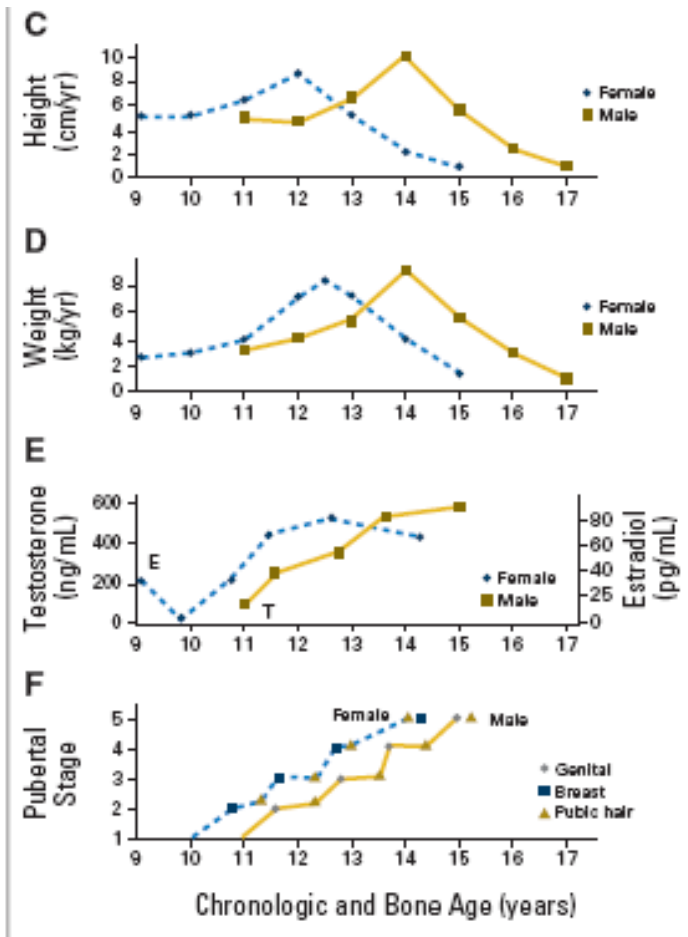 C
Height
(cm/yr)
10
8
6
4
2
0
9 10 11 12 13 14 15 16 17
Female
Male
D
Weight
(kg/yr)
8
6
4
2
0
9 10 11 12 13 14 15 16 17
Female
Male
E
Testosterone
(ng/mL)
600
400
200
0
E
T
80
60
40
25
0
Estradiol
(pg/mL)
Female
Male
9 10 11 12 13 14 15 16 17
F
Pubertal
Stage
5
4
3
2
1
Female
Male
Genital
Breast
Pubic hair
9 10 11 12 13 14 15 16 17
Chronologic and Bone Age (years)